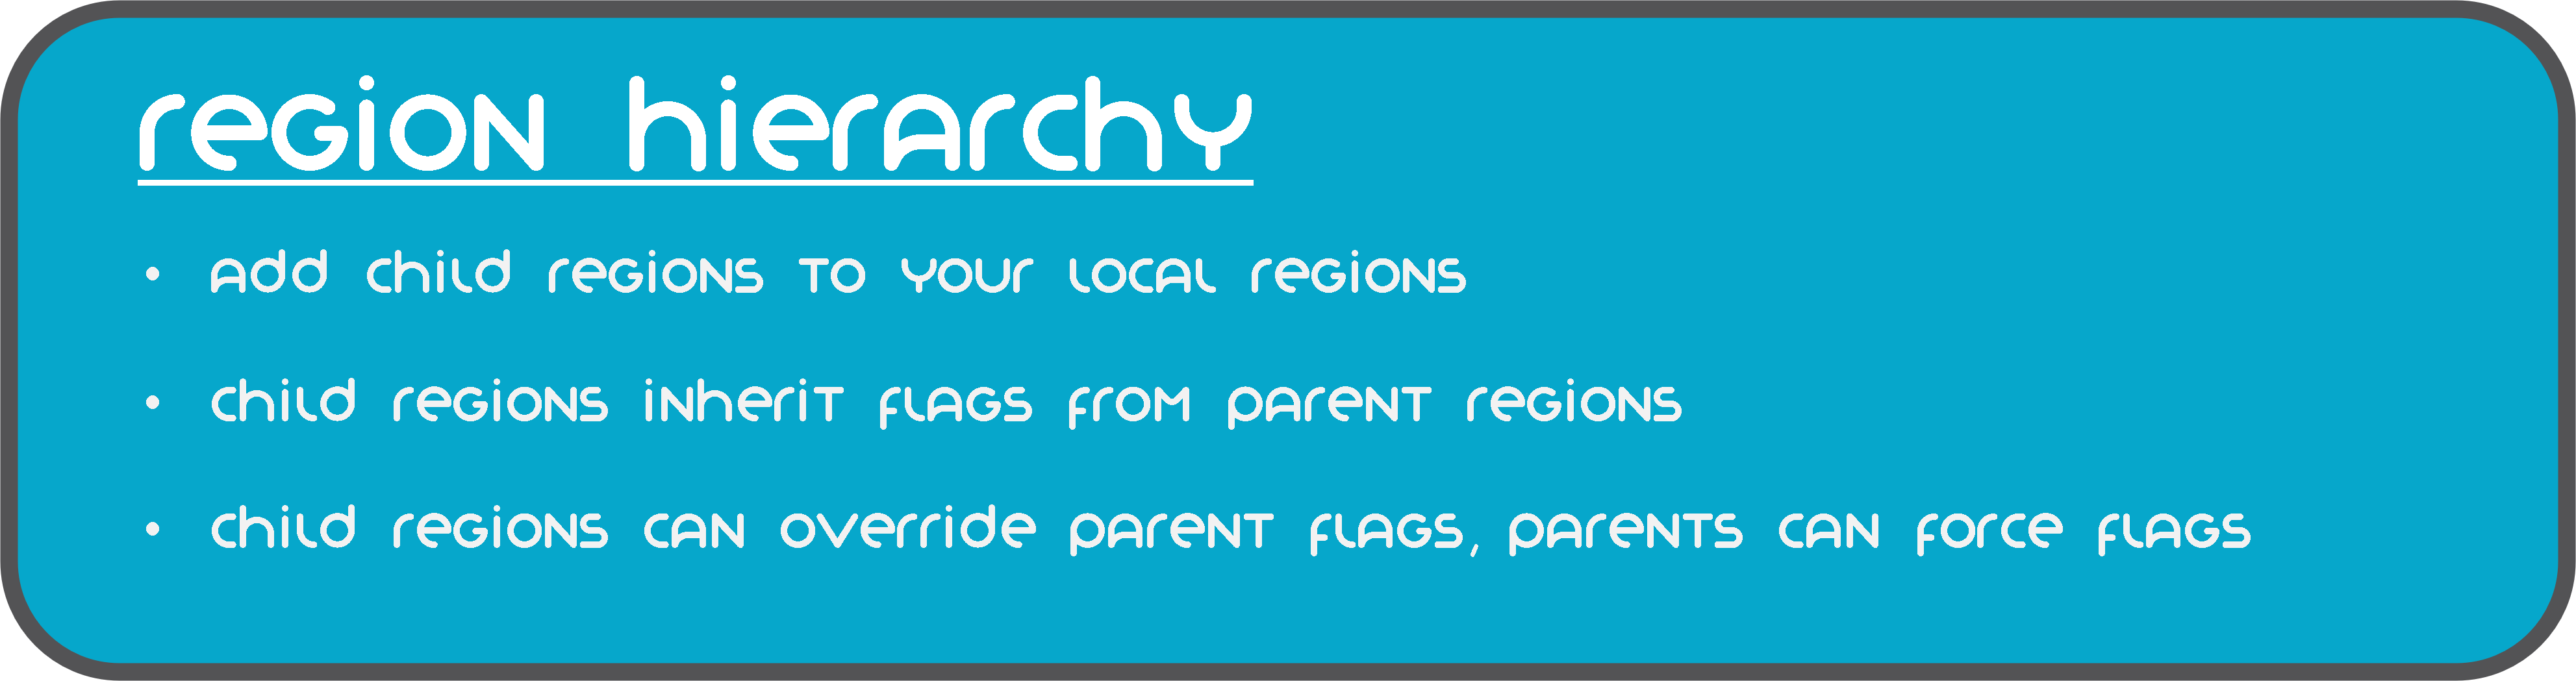 Region Hierarchy
• Add child regions to your local regions
• Child regions inherit flags from parent regions
• Child regions can override parent flags, parents can force flags